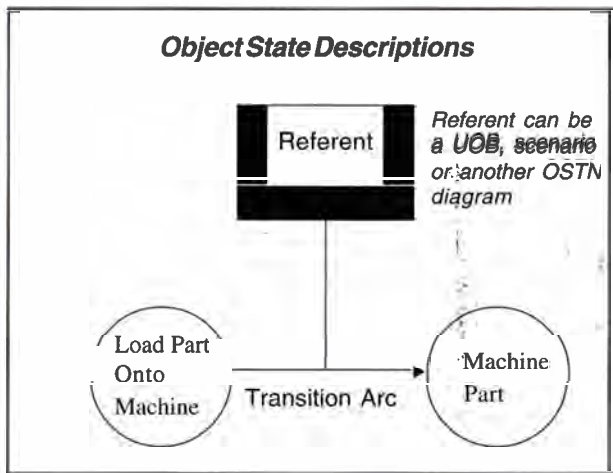 Object State Descriptions
Referent
Referent can be
a UOB, scenario
or another OSTN
diagram
Load Part
Onto
Machine
Transition Arc
Machine
Part